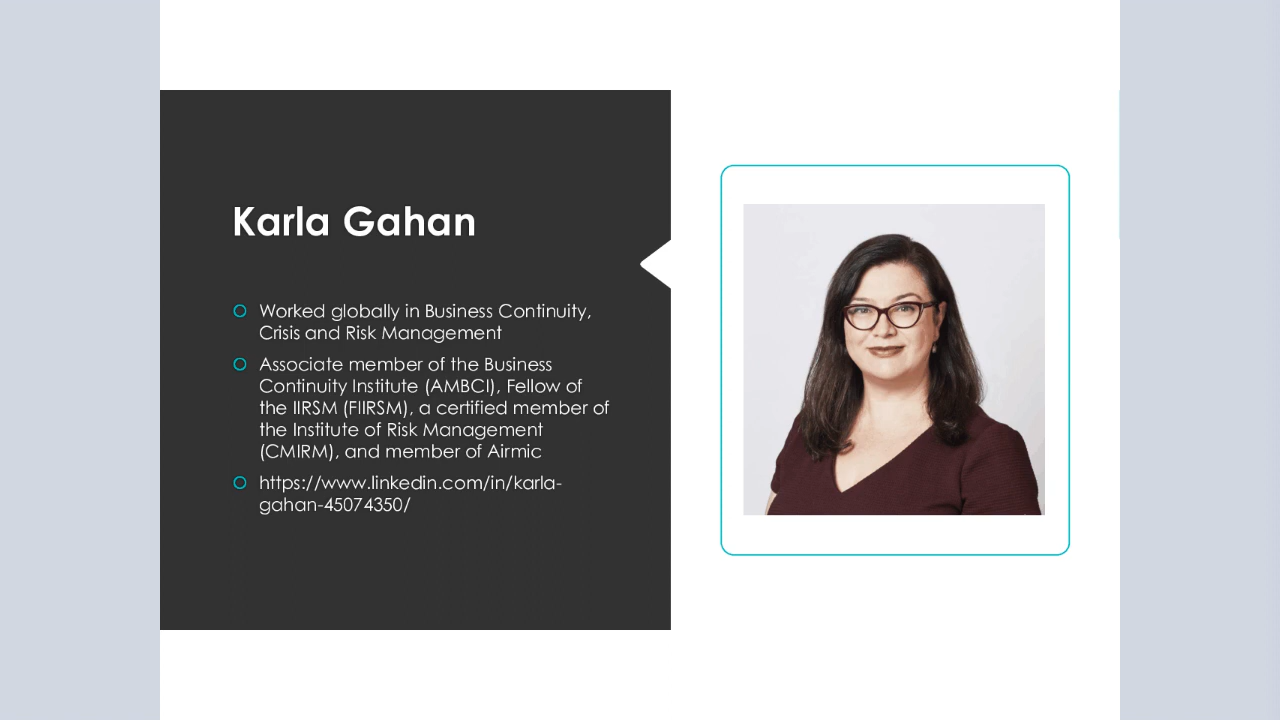 Karla Gahan
Worked globally in Business Continuity,
Crisis and Risk Management
Associate member of the Business
Continuity Institute (AMBCI), Fellow of
the IIRSM (FIIRSM), a certified member of
the Institute of Risk Management
(CMIRM), and member of Airmic
https://www.linkedin.com/in/karla-
gahan-45074350/